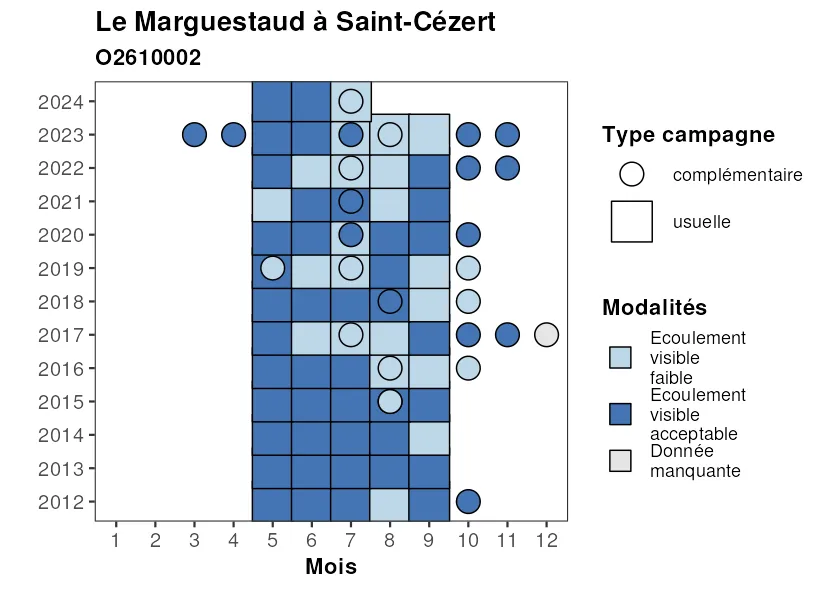 Le Marguestaud à Saint-Cézert
O2610002
2024
2023
2022
2021
2020
2019
2018
2017
2016
2015
2014
2013
2012
1 2 3 4 5 6 7 8 9 10 11 12
Mois
Type campagne
complémentaire
usuelle
Modalités
Ecoulement
visible
faible
Ecoulement
visible
acceptable
Donnée
manquante